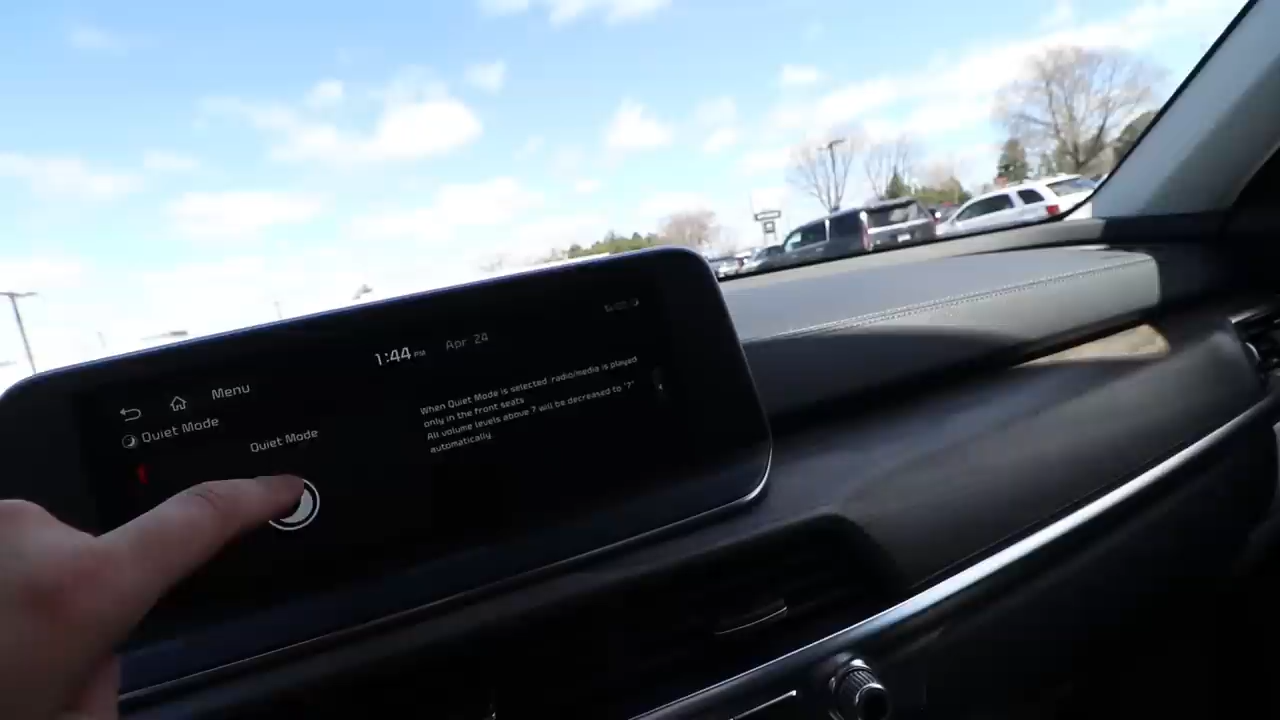 1:44 PM Apr 24
Menu
Quiet Mode
Quiet Mode
When Quiet Mode is selected radio/media is played
only in the front seats
All volume levels above 7 will be decreased to '7'
automatically